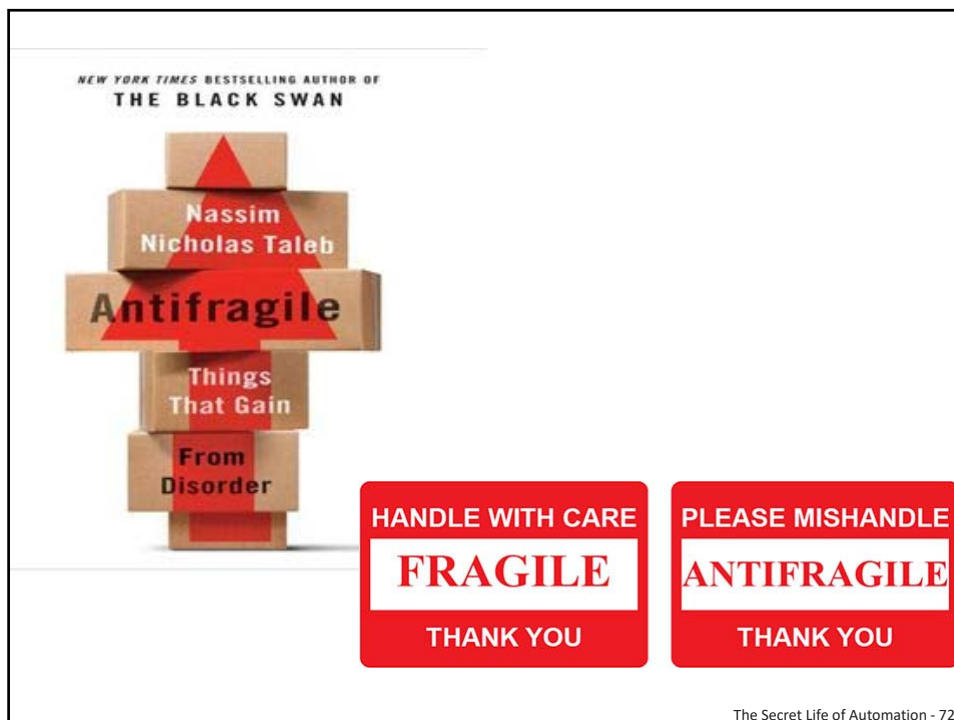 NEW YORK TIMES BESTSELLING AUTHOR OF
THE BLACK SWAN
Nassim
Nicholas Taleb
Antifragile
Things
That Gain
From
Disorder
HANDLE WITH CARE
FRAGILE
THANK YOU
PLEASE MISHANDLE
ANTIFRAGILE
THANK YOU
The Secret Life of Automation - 72